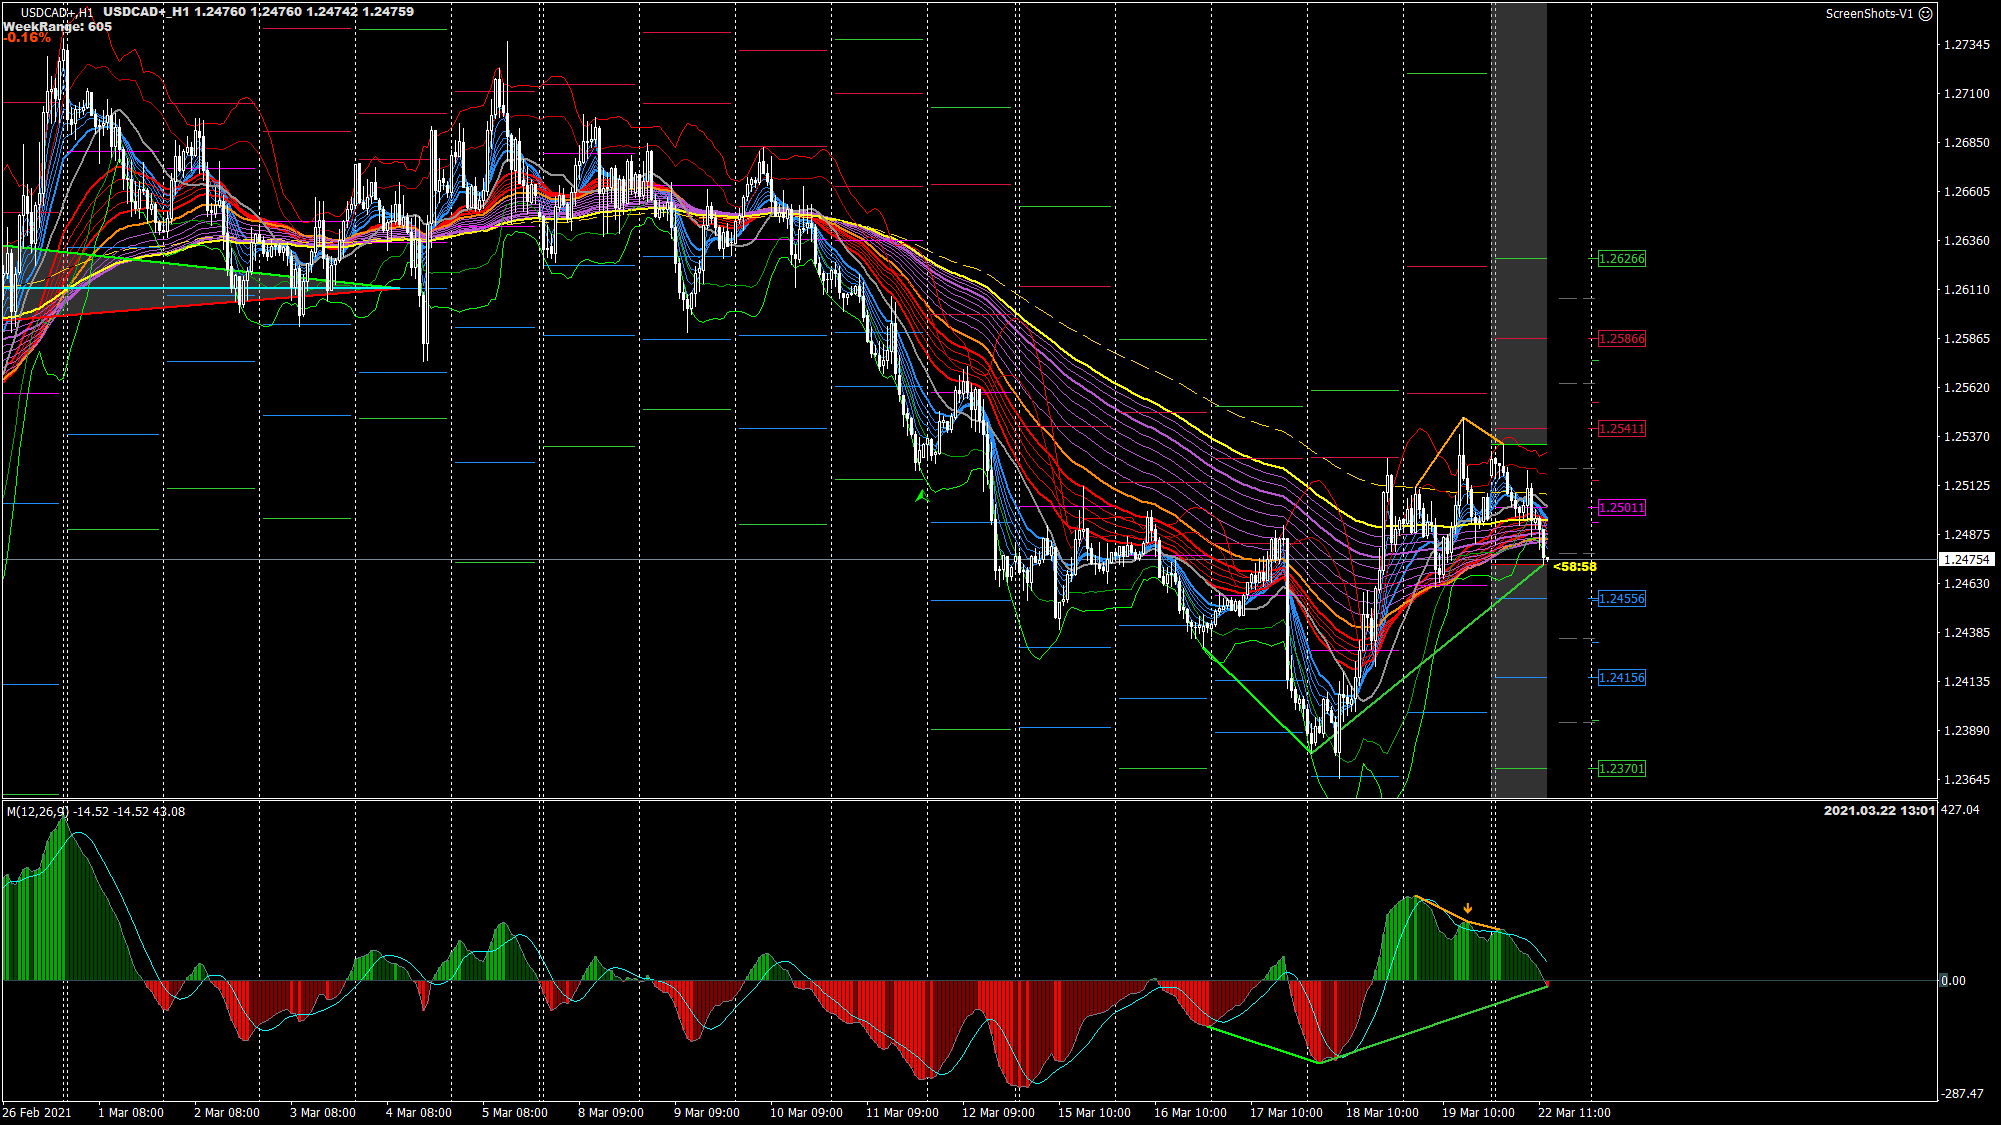 USDCAD+,H1 USDCAD+_H1 1.24760 1.24760 1.24742 1.24759
ScreenShots-V1 ☺
WeekRange: 605
-0.16%
1.27345
1.27100
1.26850
1.26605
1.26360
1.26110
1.25865
1.25620
1.25370
1.25125
1.24875
1.24754
1.24630
1.24385
1.24135
1.23890
1.23645
1.26266
1.25866
1.25411
1.25011
<58:58
1.24556
1.24156
1.23701
M(12,26,9) -14.52 -14.52 43.08
2021.03.22 13:01
427.04
0.00
-287.47
26 Feb 2021
1 Mar 08:00
2 Mar 08:00
3 Mar 08:00
4 Mar 08:00
5 Mar 08:00
8 Mar 09:00
9 Mar 09:00
10 Mar 09:00
11 Mar 09:00
12 Mar 09:00
15 Mar 10:00
16 Mar 10:00
17 Mar 10:00
18 Mar 10:00
19 Mar 10:00
22 Mar 11:00